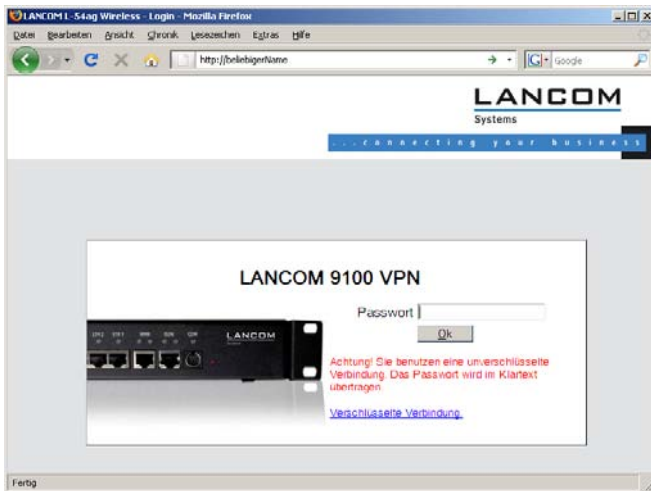 LANCOM L-54ag Wireless - Login - Mozilla Firefox
Datei Bearbeiten Ansicht Chronik Lesezeichen Extras Hilfe
http://beliebigerName
Google
LANCOM
Systems
...connecting your business
LANCOM 9100 VPN
Passwort
LANCOM
Ok
Achtung! Sie benutzen eine unverschlüsselte
Verbindung. Das Passwort wird im Klartext
übertragen
Verschlüsselte Verbindung.
Fertig